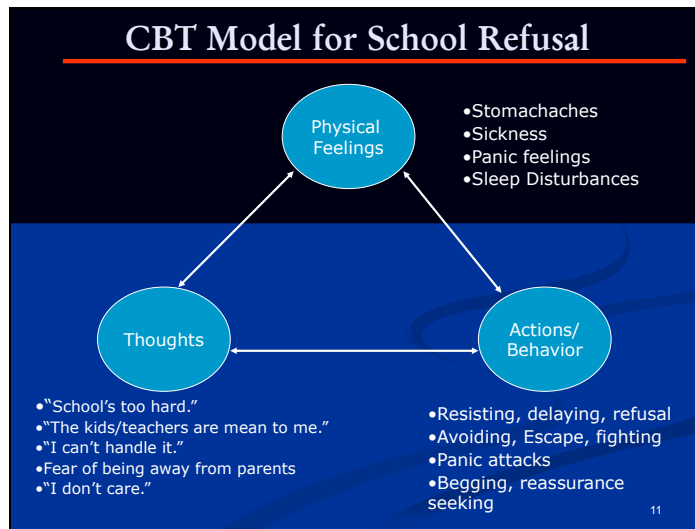 CBT Model for School Refusal
Physical
Feelings
•Stomachaches
•Sickness
•Panic feelings
•Sleep Disturbances
Thoughts
Actions/
Behavior
•“School’s too hard.”
•“The kids/teachers are mean to me.”
•“I can’t handle it.”
•Fear of being away from parents
•“I don’t care.”
•Resisting, delaying, refusal
•Avoiding, Escape, fighting
•Panic attacks
•Begging, reassurance
seeking
11